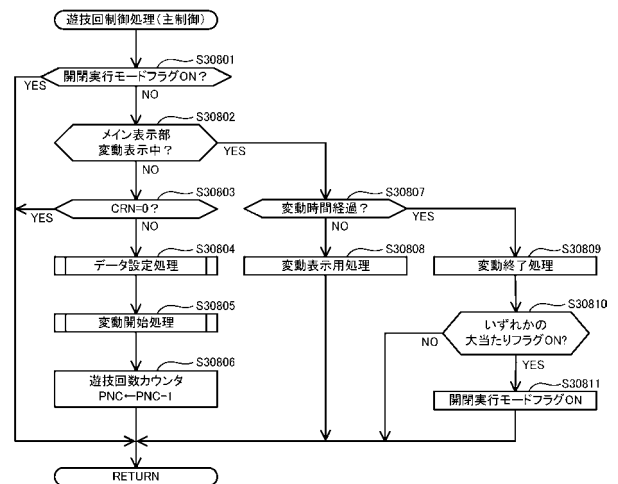 遊技回制御処理(主制御)
S30801
開閉実行モードフラグON?
YES
NO
S30802
メイン表示部
変動表示中?
YES
NO
S30803
CRN=0?
YES
NO
S30807
変動時間経過?
YES
NO
S30804
データ設定処理
S30808
変動表示用処理
S30809
変動終了処理
S30805
変動開始処理
S30810
いずれかの
大当たりフラグON?
NO
YES
S30806
遊技回数カウンタ
PNC←PNC-1
S30811
開閉実行モードフラグON
RETURN